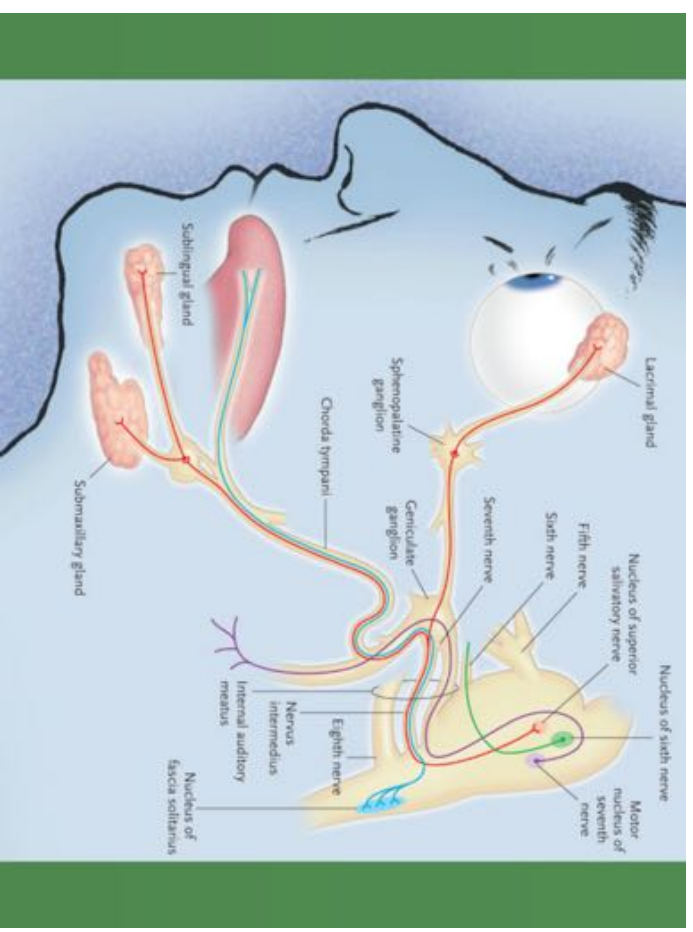 Lacrimal gland
Sphenopalatine
ganglion
Sublingual gland
Submaxillary gland
Chorda tympani
Geniculate
ganglion
Seventh nerve
Sixth nerve
Fifth nerve
Nucleus of superior
salivatory nerve
Nucleus of sixth nerve
Motor
nucleus of
seventh
nerve
Eighth nerve
Nervus
intermedius
Internal auditory
meatus
Nucleus of
fascia solitarius